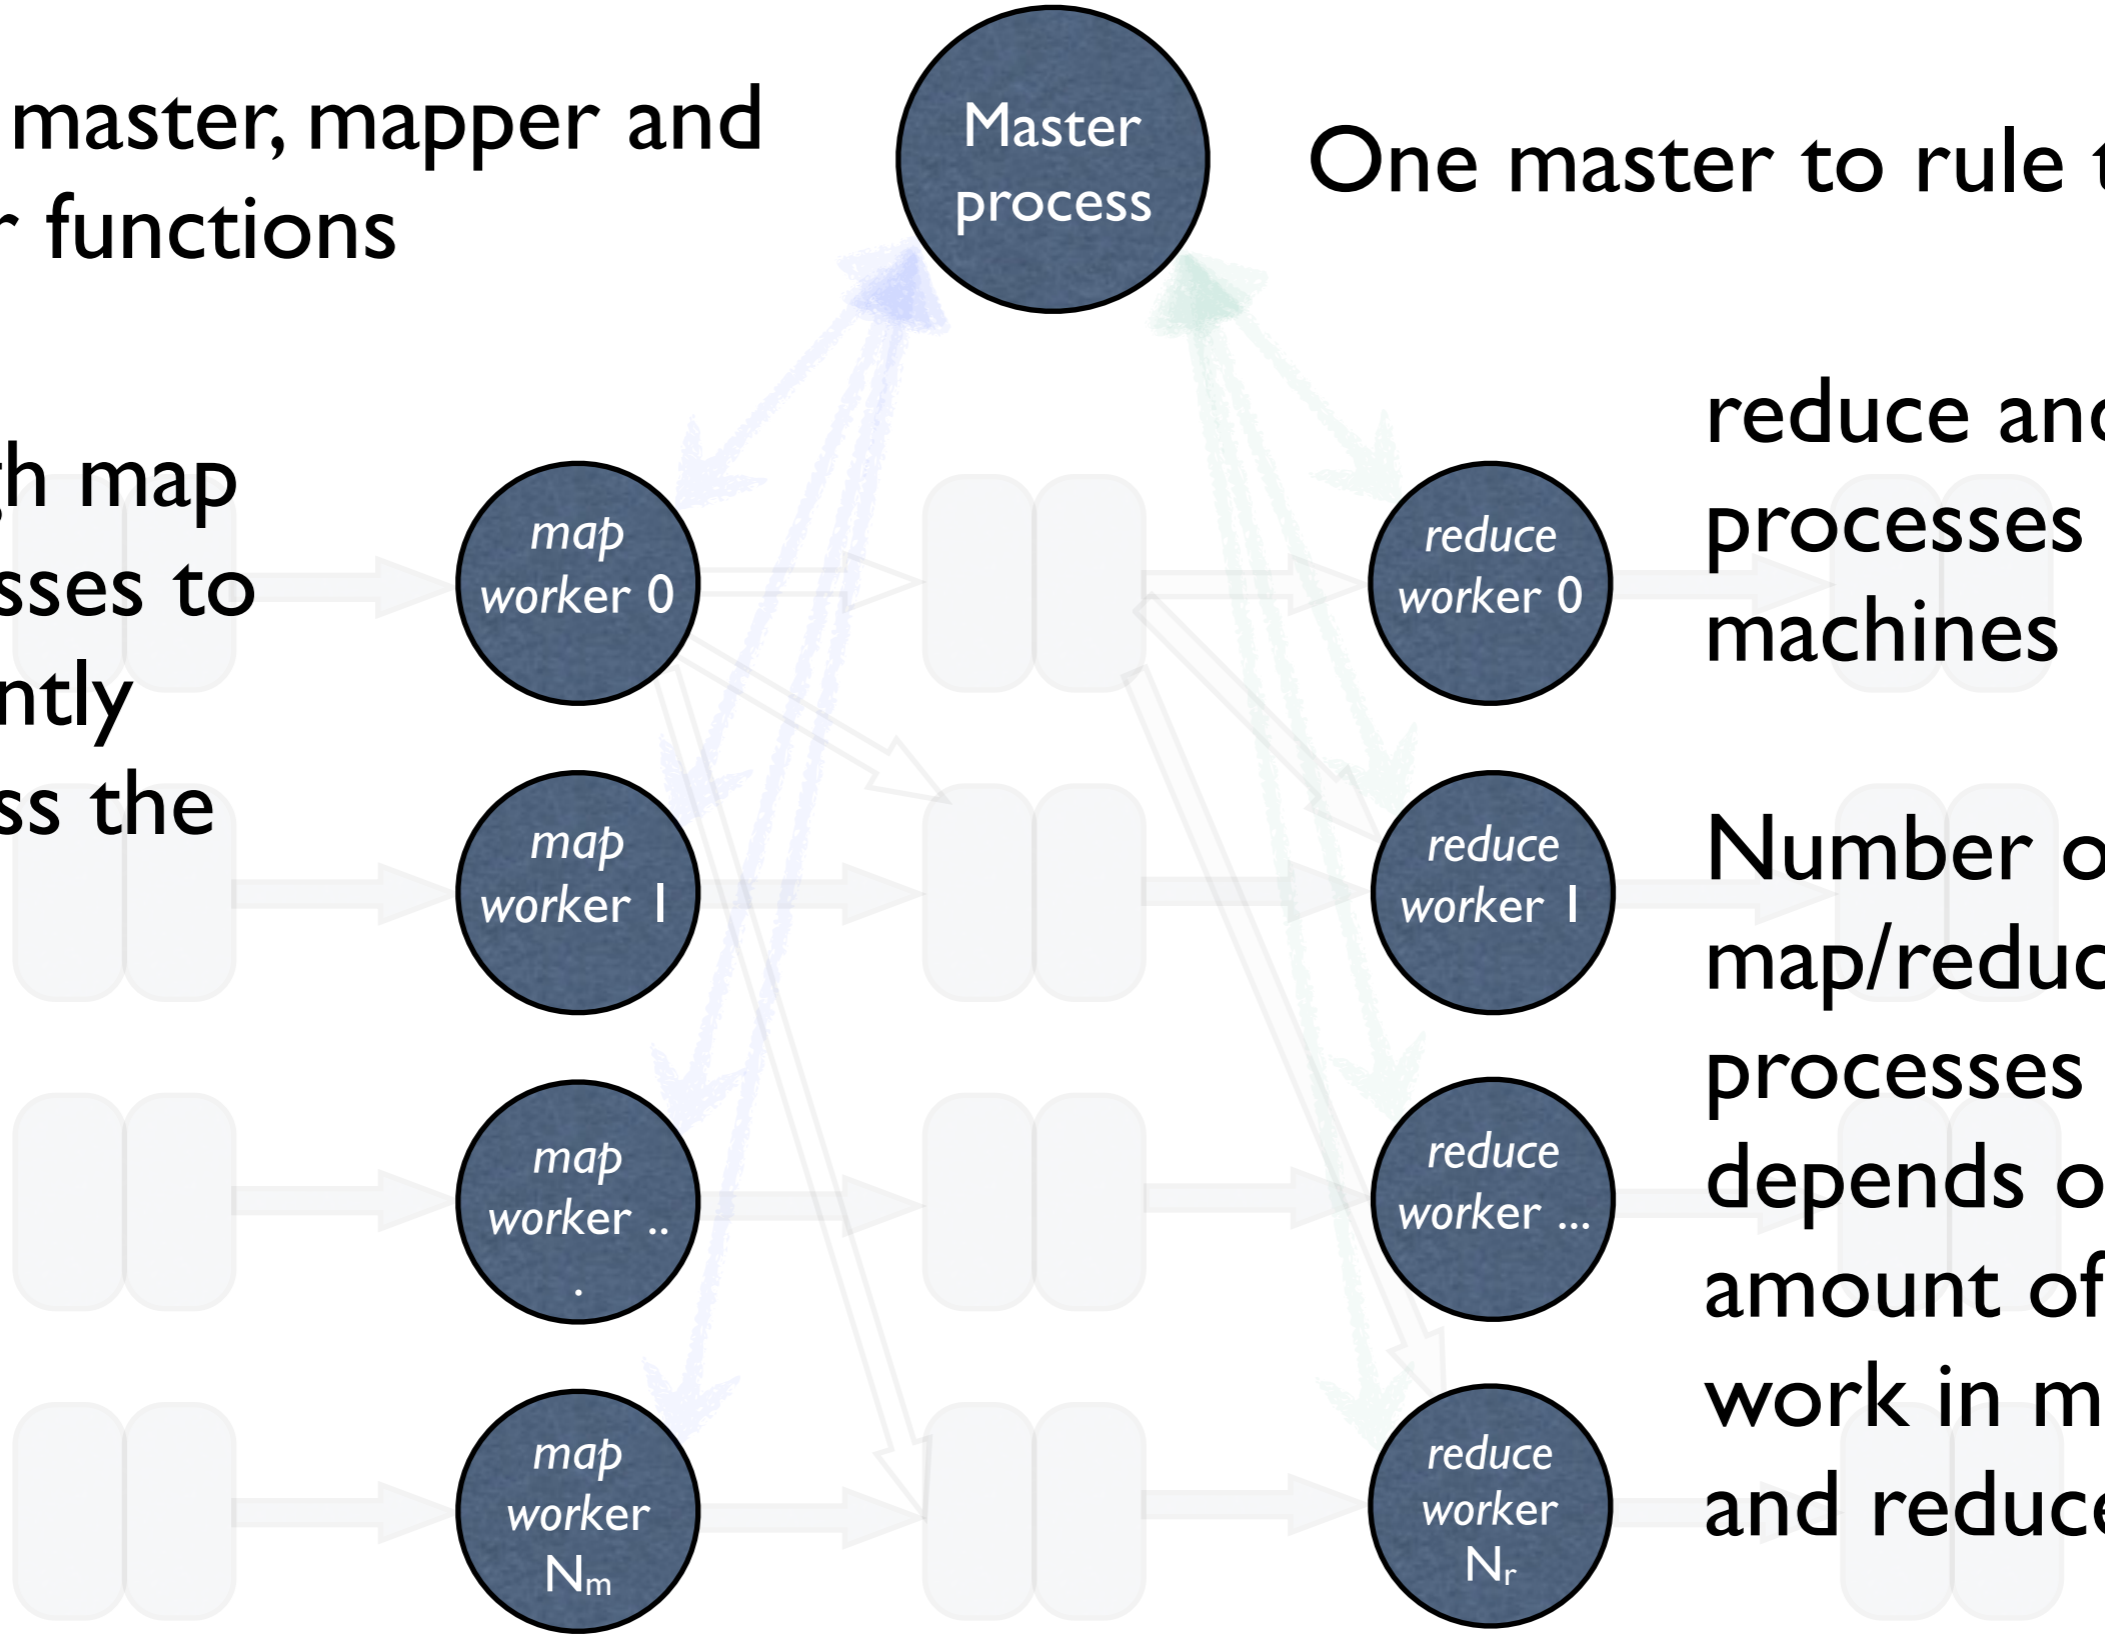 master, mapper and
r functions
Master
process
One master to rule t
gh map
sses to
ntly
ss the
map
worker 0
map
worker 1
map
worker ..
.
map
worker
Nm
reduce
worker 0
reduce
worker 1
reduce
worker ...
reduce
worker
Nr
reduce and
processes
machines
Number o
map/reduc
processes
depends o
amount of
work in m
and reduce